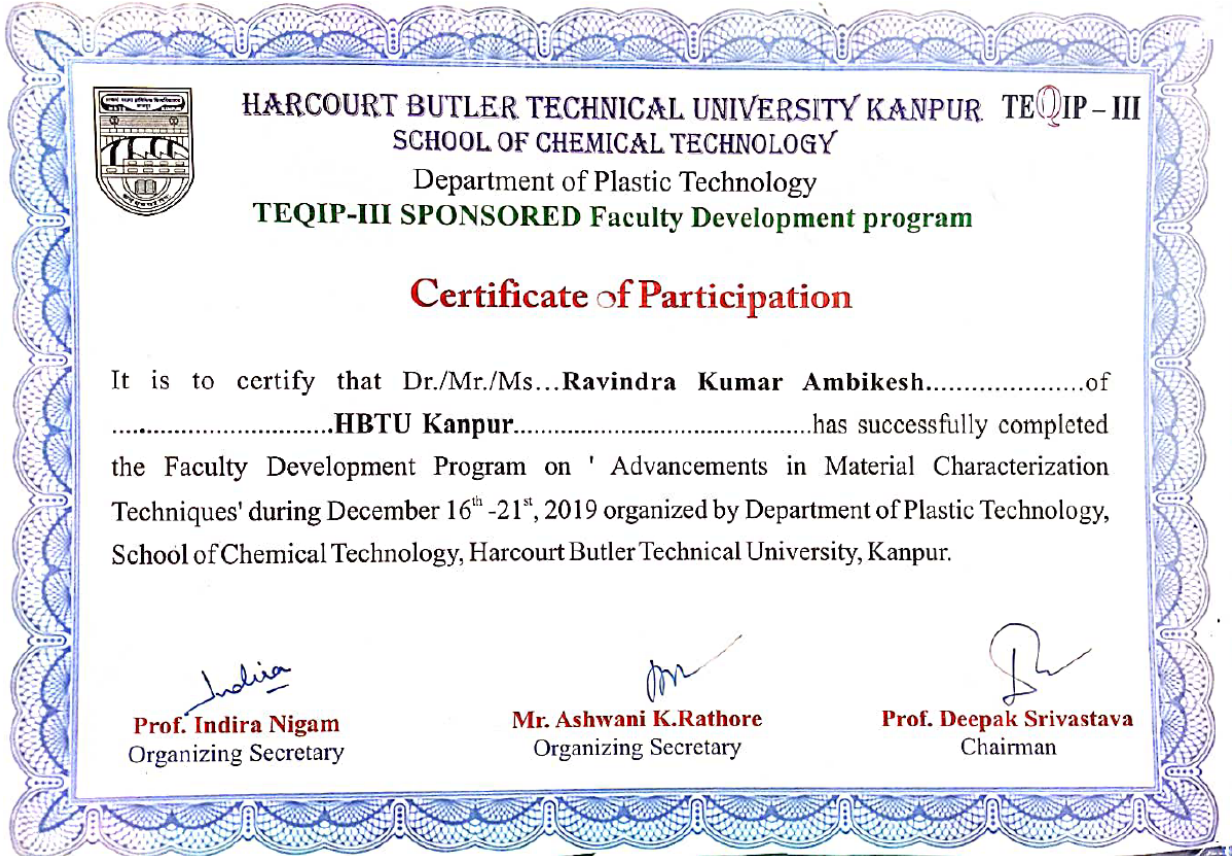 HARCOURT BUTLER TECHNICAL UNIVERSITY KANPUR TEQIP – III
SCHOOL OF CHEMICAL TECHNOLOGY
Department of Plastic Technology
TEQIP-III SPONSORED Faculty Development program
Certificate of Participation
It is to certify that Dr./Mr./Ms...Ravindra Kumar Ambikesh.....................of
..............................HBTU Kanpur........................................has successfully completed
the Faculty Development Program on ' Advancements in Material Characterization
Techniques' during December 16th -21st, 2019 organized by Department of Plastic Technology,
School of Chemical Technology, Harcourt Butler Technical University, Kanpur.
Indira
Prof. Indira Nigam Mr. Ashwani K.Rathore Prof. Deepak Srivastava
Organizing Secretary Organizing Secretary Chairman